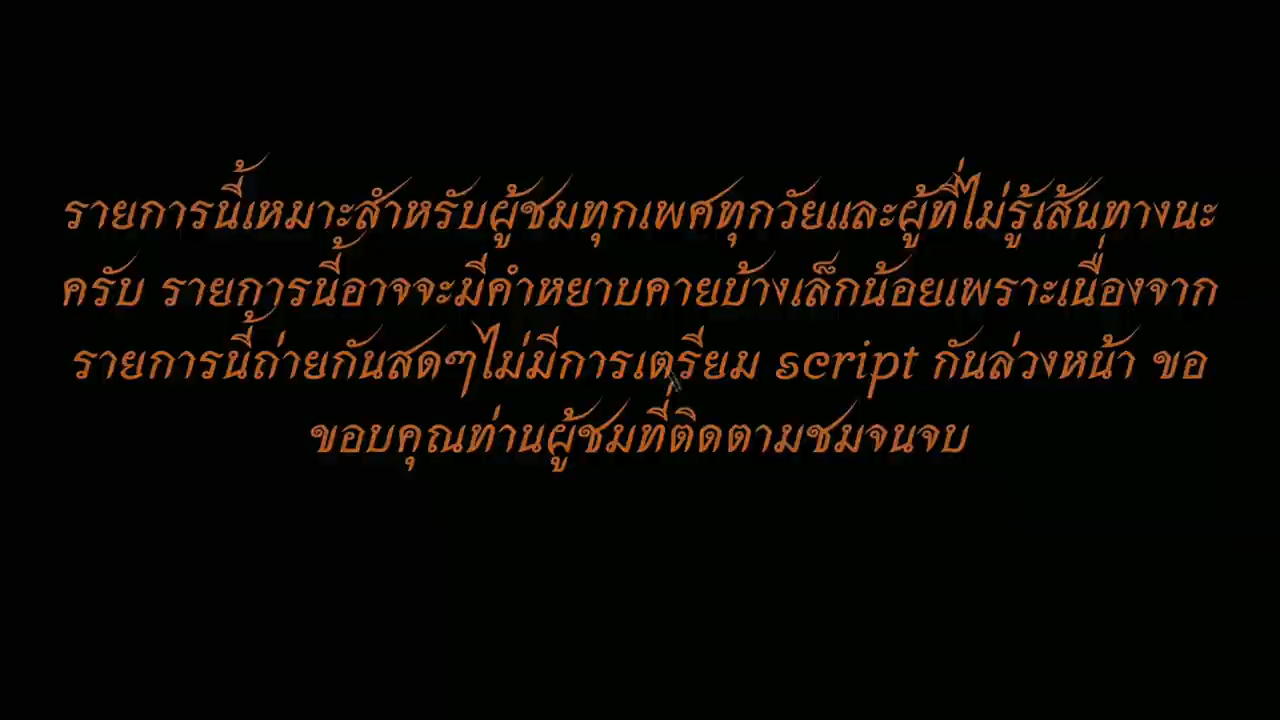 รายการนี้เหมาะสำหรับผู้ชมทุกเพศทุกวัยและผู้ที่ไม่รู้เส้นทางนะ
ครับ รายการนี้อาจจะมีคำหยาบคายบ้างเล็กน้อยเพราะเนื่องจาก
รายการนี้ถ่ายกันสดๆไม่มีการเตรียม script กันล่วงหน้า ขอ
ขอบคุณท่านผู้ชมที่ติดตามชมจนจบ